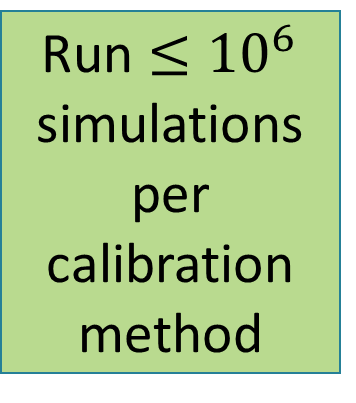 Run ≤ 10⁶
simulations
per
calibration
method